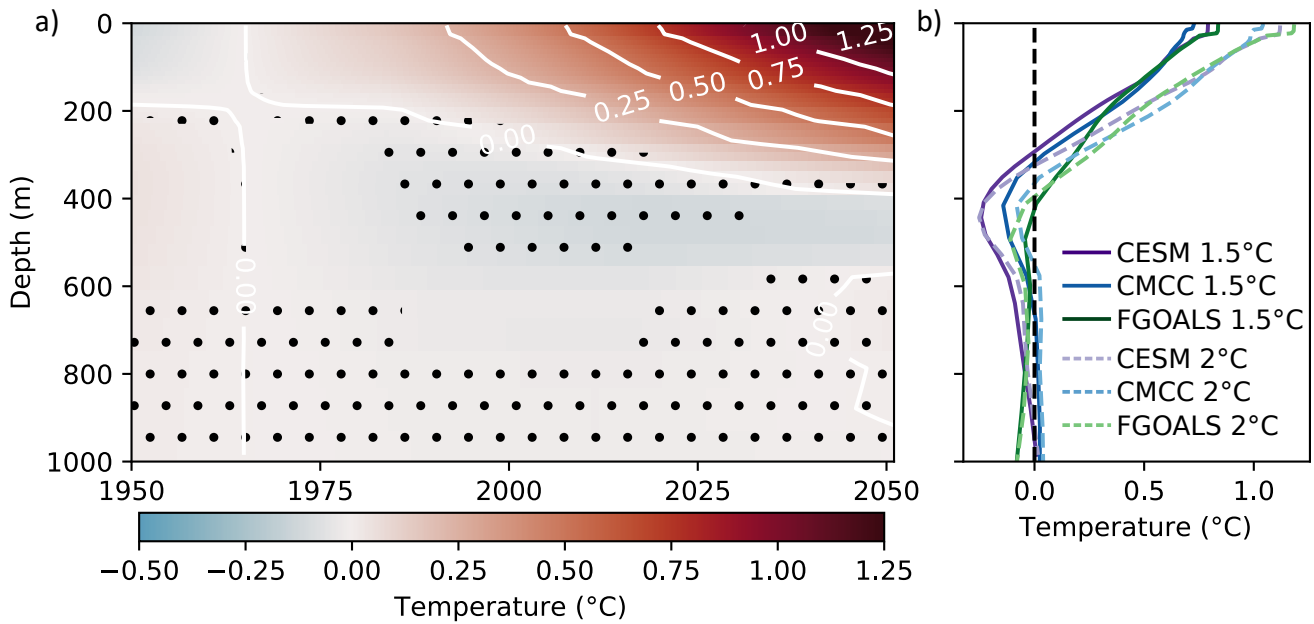 a)
b)
0
200
400
600
800
1000
Depth (m)
1.00
1.25
0.75
0.50
0.25
0.00
0.00
0.00
1950
1975
2000
2025
2050
−0.50
−0.25
0.00
0.25
0.50
0.75
1.00
1.25
Temperature (°C)
CESM 1.5°C
CMCC 1.5°C
FGOALS 1.5°C
CESM 2°C
CMCC 2°C
FGOALS 2°C
0.0
0.5
1.0
Temperature (°C)